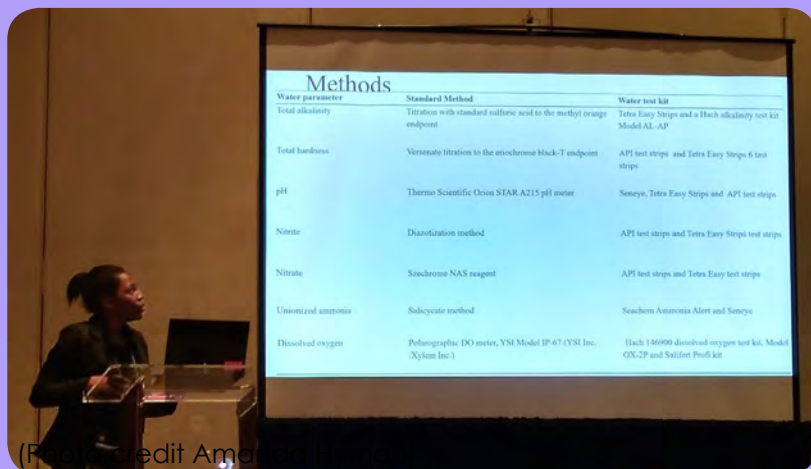 Methods
Water parameter Standard Method Water test kit
Total alkalinity Titration with standard sulfuric acid to the methyl orange endpoint Tetra Easy Strips and a Hach alkalinity test kit Model AL-AP
Total hardness Versenate titration to the eriochrome black-T endpoint API test strips and Tetra Easy Strips 6 test strips
pH Thermo Scientific Orion STAR A215 pH meter Seneye, Tetra Easy Strips and API test strips
Nitrite Diazotization method API test strips and Tetra Easy Strips test strips
Nitrate Szechrome NAS reagent API test strips and Tetra Easy test strips
Unionized ammonia Salicycate method Seachem Ammonia Alert and Seneye
Dissolved oxygen Polarographic DO meter, YSI Model IP-67 (YSI Inc. /Xylem Inc.) Hach 146900 dissolved oxygen test kit, Model OX-2P and Salifert Profi kit
(Photo credit Amanda Hyman)